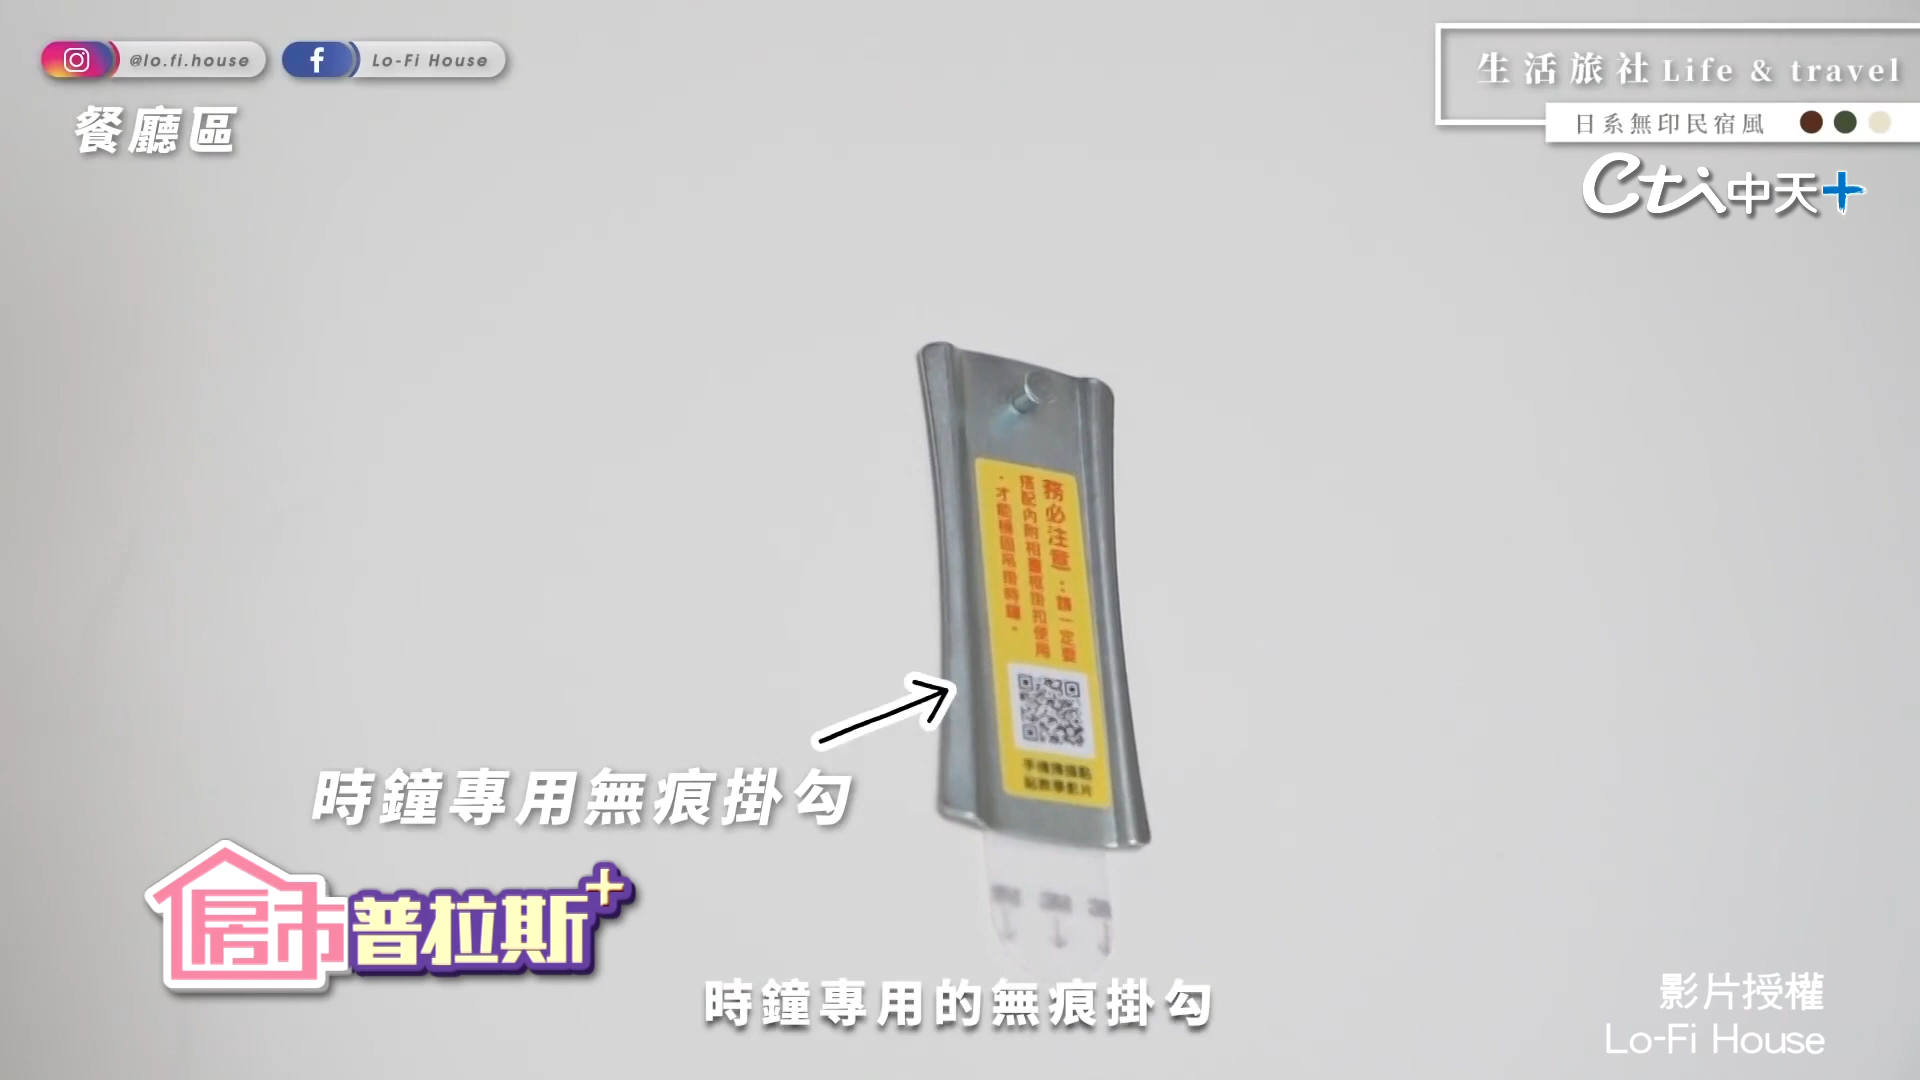 @lo.fi.house
Lo-Fi House
餐廳區
生活旅社 Life & travel
日系無印民宿風
Cti中天+
務必注意：請一定要
搭配內附相畫框掛扣使用
，才能穩固吊掛時鐘。
3M 3M
時鐘專用無痕掛勾
房市普拉斯+
時鐘專用的無痕掛勾
影片授權
Lo-Fi House